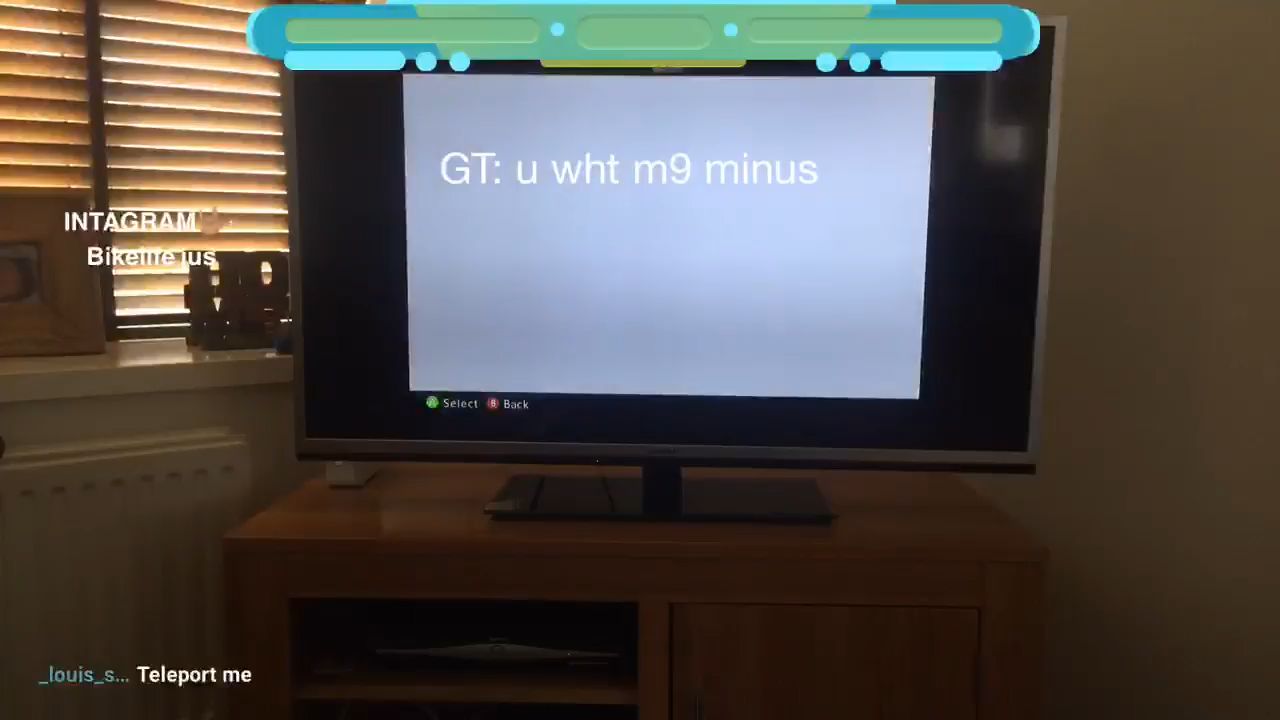 GT: u wht m9 minus
INTAGRAM
Bikelife jus
Select Back
_louis_s... Teleport me